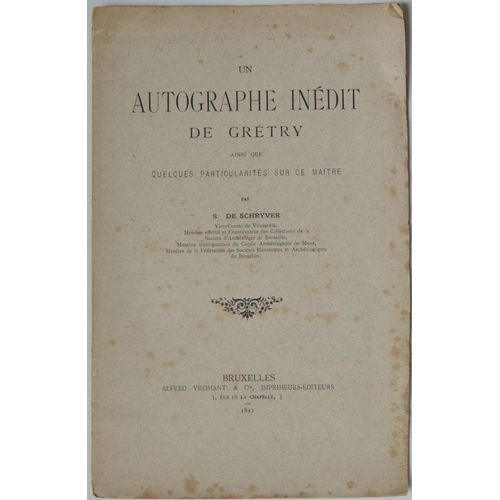 UN
AUTOGRAPHE INÉDIT
DE GRÉTRY
AINSI QUE
QUELQUES PARTICULARITÉS SUR CE MAITRE
PAR
S. DE SCHRYVER
Vice-Consul de Vénézuéla,
Membre effectif et Conservateur des Collections de la
Société d'Archéologie de Bruxelles,
Membre correspondant du Cercle Archéologique de Mons,
Membre de la Fédération des Sociétés Historiques et Archéologiques
de Bruxelles.
BRUXELLES
ALFRED VROMANT & Cie, IMPRIMEURS-ÉDITEURS
3, RUE DE LA CHAPELLE, 3
1892